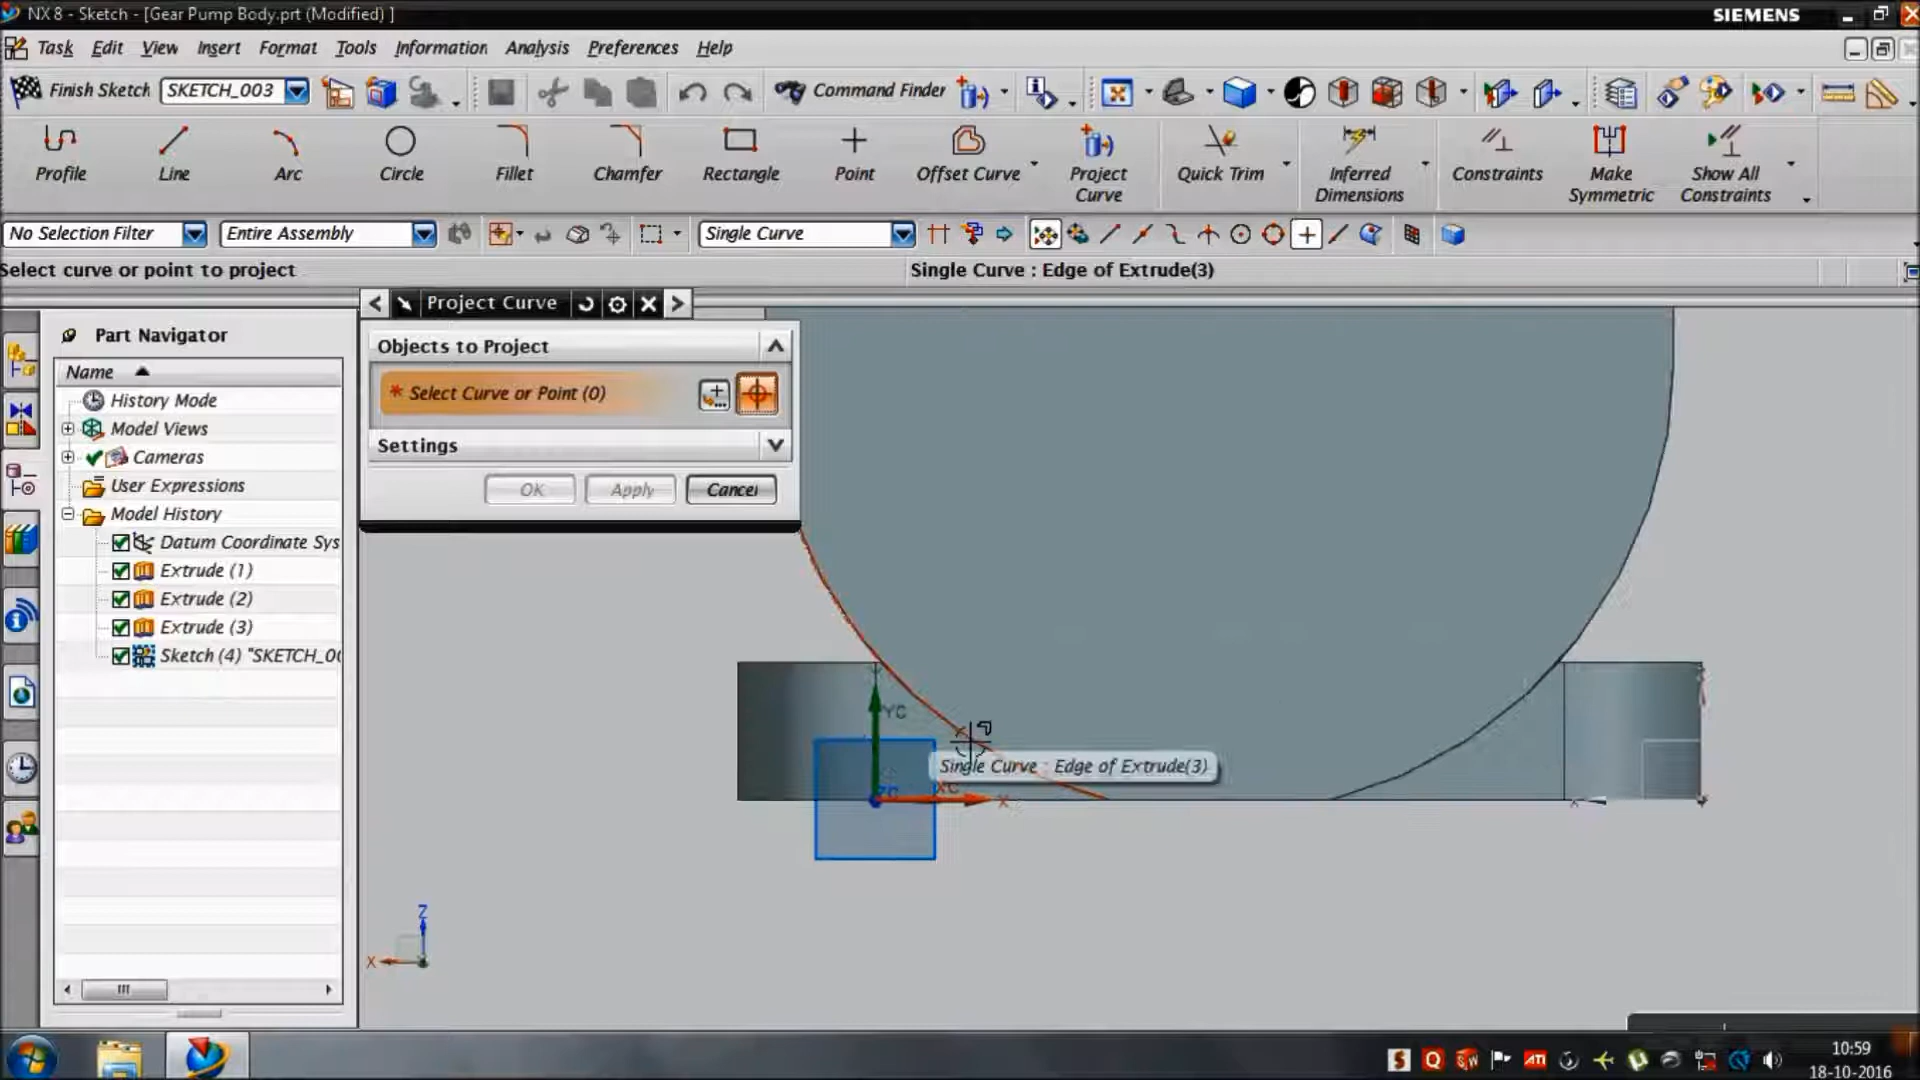 NX 8 - Sketch - [Gear Pump Body.prt (Modified) ]
SIEMENS
Task Edit View Insert Format Tools Information Analysis Preferences Help
Finish Sketch SKETCH_003 Command Finder
Profile Line Arc Circle Fillet Chamfer Rectangle Point Offset Curve Project Curve Quick Trim Inferred Dimensions Constraints Make Symmetric Show All Constraints
No Selection Filter Entire Assembly Single Curve
Select curve or point to project
Single Curve : Edge of Extrude(3)
Project Curve
Part Navigator
Objects to Project
Name
* Select Curve or Point (0)
History Mode
Model Views
Settings
Cameras
User Expressions
OK Apply Cancel
Model History
Datum Coordinate Sys
Extrude (1)
Extrude (2)
Extrude (3)
Sketch (4) "SKETCH_00
YC
Single Curve : Edge of Extrude(3)
XC
X
Z
X
ATI
10:59
18-10-2016